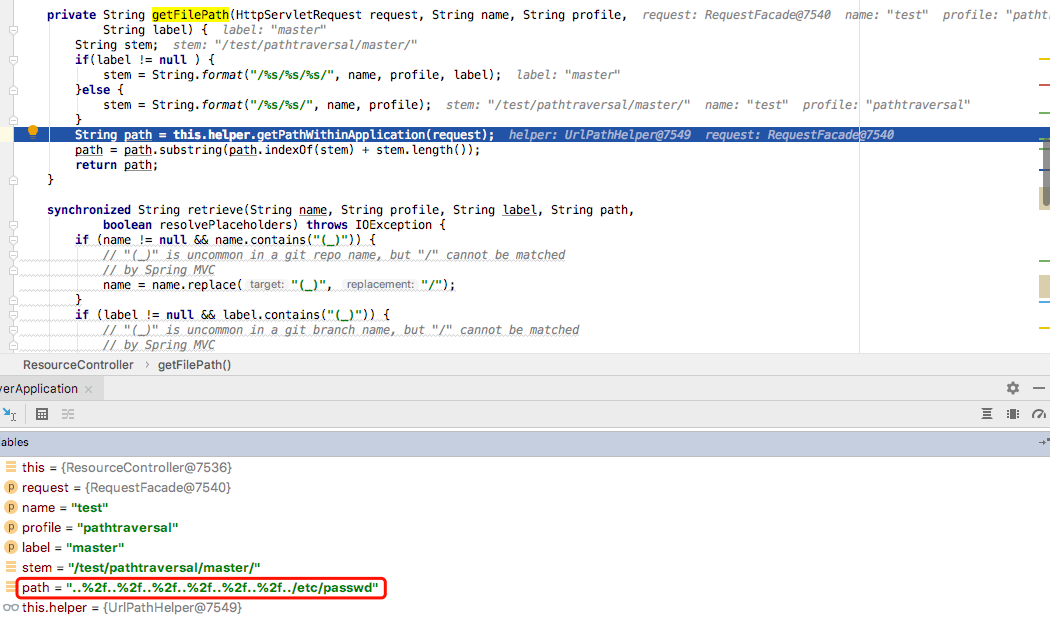 private String getFilePath(HttpServletRequest request, String name, String profile,  request: RequestFacade@7540  name: "test"  profile: "patht
String label) {  label: "master"
String stem;  stem: "/test/pathtraversal/master/"
if(label != null ) {
stem = String.format("/%s/%s/%s/", name, profile, label);  label: "master"
}else {
stem = String.format("/%s/%s/", name, profile);  stem: "/test/pathtraversal/master/"  name: "test"  profile: "pathtraversal"
}
String path = this.helper.getPathWithinApplication(request);  helper: UrlPathHelper@7549  request: RequestFacade@7540
path = path.substring(path.indexOf(stem) + stem.length());
return path;
}
synchronized String retrieve(String name, String profile, String label, String path,
boolean resolvePlaceholders) throws IOException {
if (name != null && name.contains("(_)")) {
// "(_)" is uncommon in a git repo name, but "/" cannot be matched
// by Spring MVC
name = name.replace( target: "(_)",  replacement: "/");
}
if (label != null && label.contains("(_)")) {
// "(_)" is uncommon in a git branch name, but "/" cannot be matched
// by Spring MVC
ResourceController › getFilePath()
verApplication ×
ables
this = {ResourceController@7536}
p request = {RequestFacade@7540}
p name = "test"
p profile = "pathtraversal"
p label = "master"
stem = "/test/pathtraversal/master/"
path = "..%2f..%2f..%2f..%2f..%2f..%2f../etc/passwd"
this.helper = {UrlPathHelper@7549}